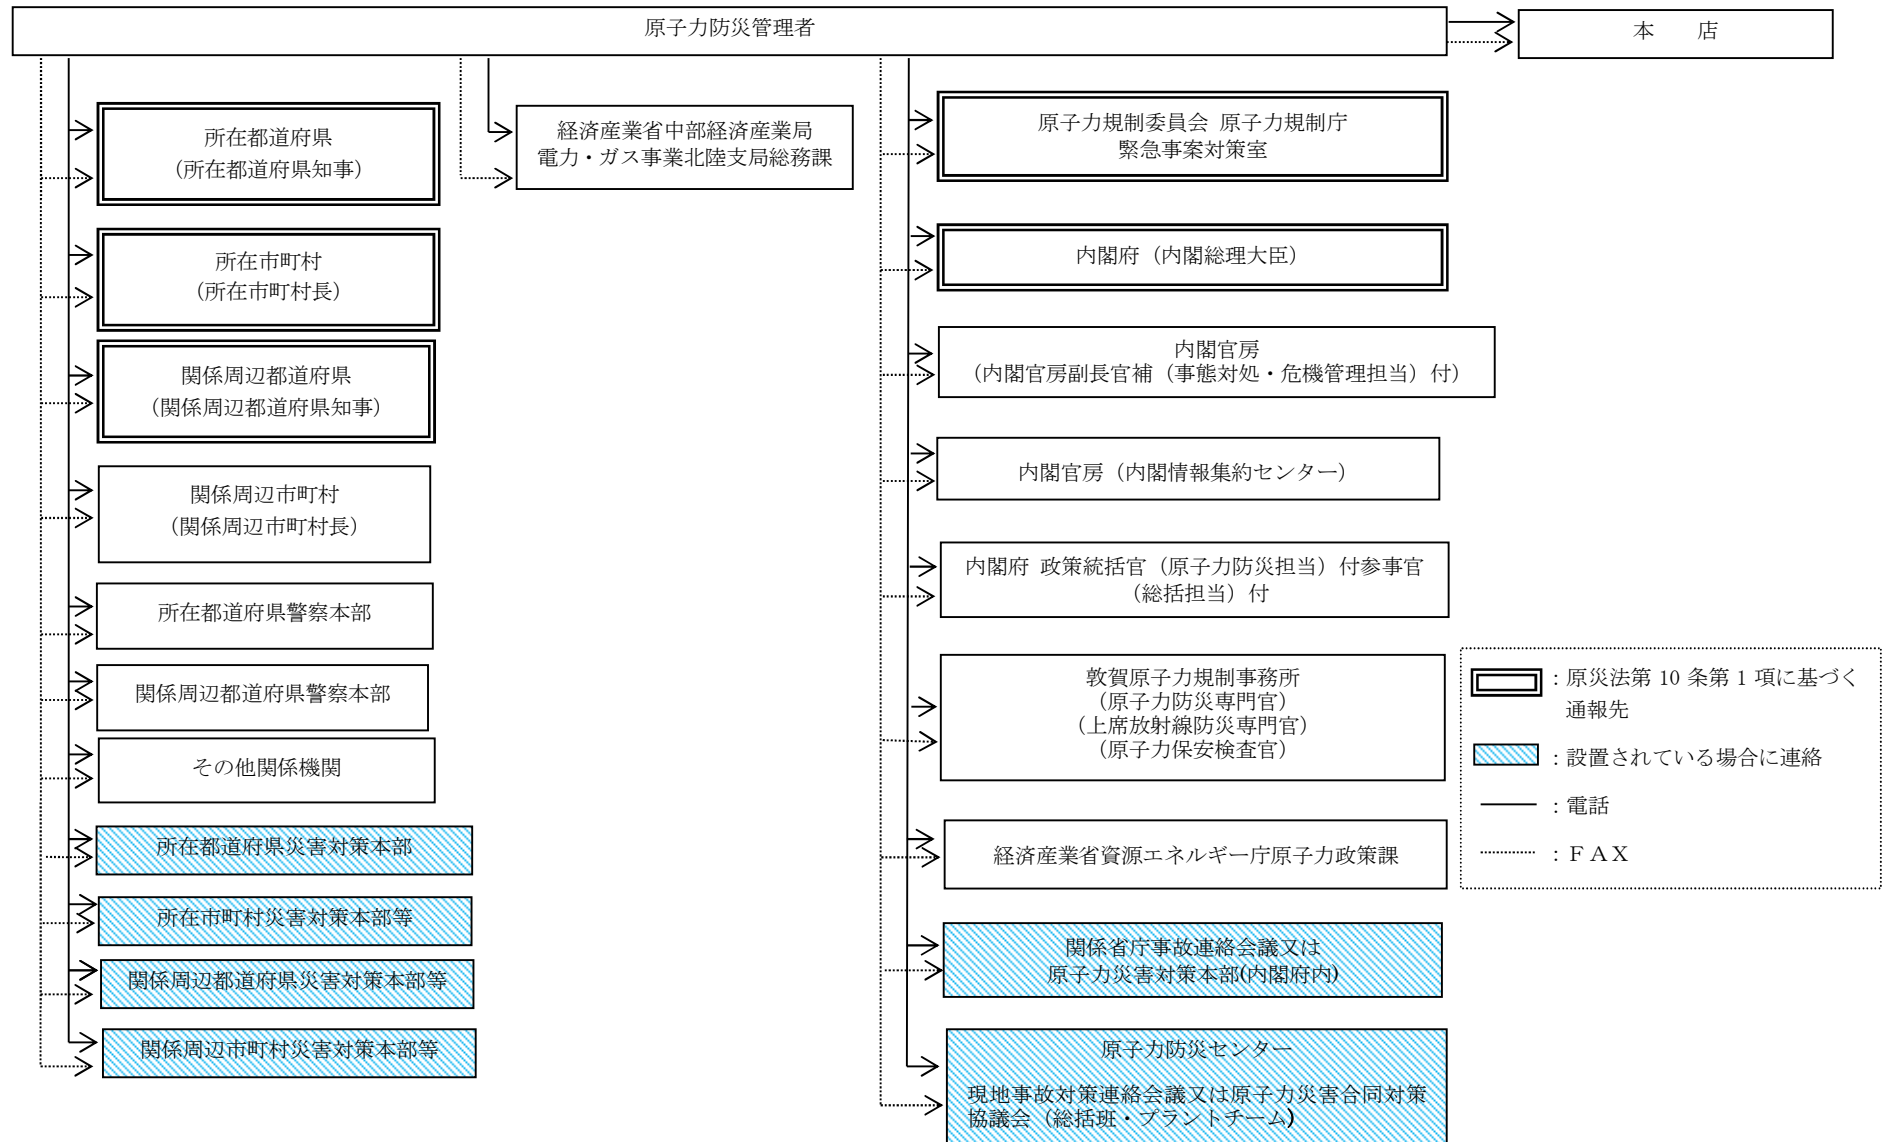 原子力防災管理者
本　　店
所在都道府県
（所在都道府県知事）
所在市町村
（所在市町村長）
関係周辺都道府県
（関係周辺都道府県知事）
関係周辺市町村
（関係周辺市町村長）
所在都道府県警察本部
関係周辺都道府県警察本部
その他関係機関
所在都道府県災害対策本部
所在市町村災害対策本部等
関係周辺都道府県災害対策本部等
関係周辺市町村災害対策本部等
経済産業省中部経済産業局
電力・ガス事業北陸支局総務課
原子力規制委員会 原子力規制庁
緊急事案対策室
内閣府（内閣総理大臣）
内閣官房
（内閣官房副長官補（事態対処・危機管理担当）付）
内閣官房（内閣情報集約センター）
内閣府 政策統括官（原子力防災担当）付参事官
（総括担当）付
敦賀原子力規制事務所
（原子力防災専門官）
（上席放射線防災専門官）
（原子力保安検査官）
経済産業省資源エネルギー庁原子力政策課
関係省庁事故連絡会議又は
原子力災害対策本部(内閣府内)
原子力防災センター
現地事故対策連絡会議又は原子力災害合同対策
協議会（総括班・プラントチーム)
：原災法第 10 条第 1 項に基づく
通報先
：設置されている場合に連絡
：電話
：ＦＡＸ